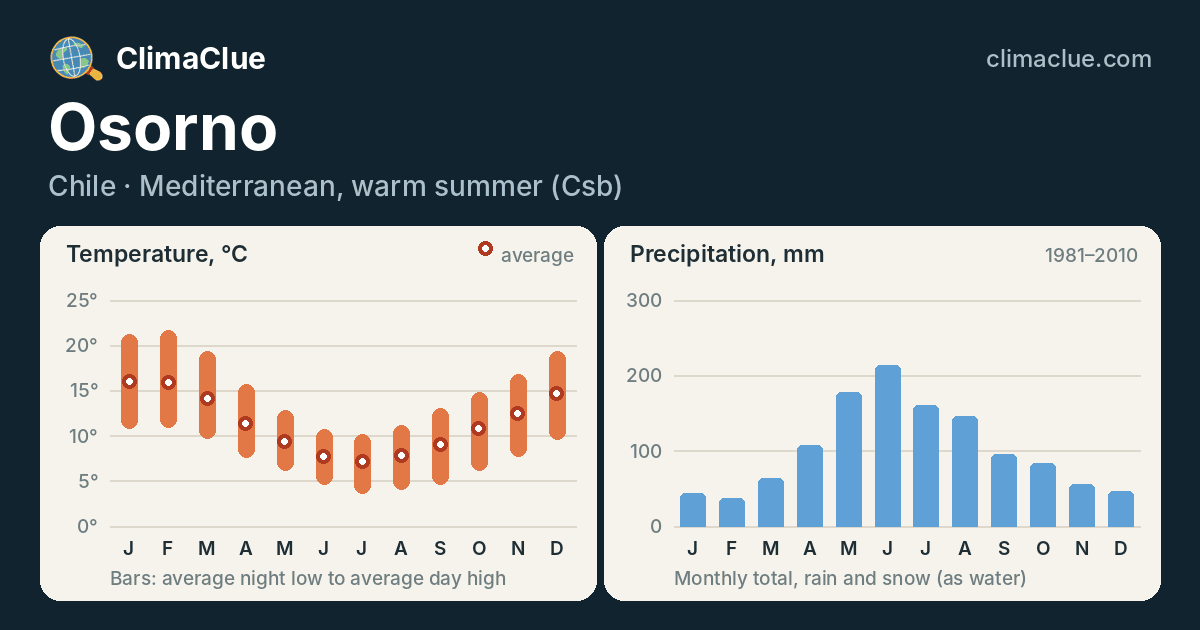 ClimaClue
climaclue.com
Osorno
Chile · Mediterranean, warm summer (Csb)
Temperature, °C
average
25°
20°
15°
10°
5°
0°
J F M A M J J A S O N D
Bars: average night low to average day high
Precipitation, mm
1981–2010
300
200
100
0
J F M A M J J A S O N D
Monthly total, rain and snow (as water)